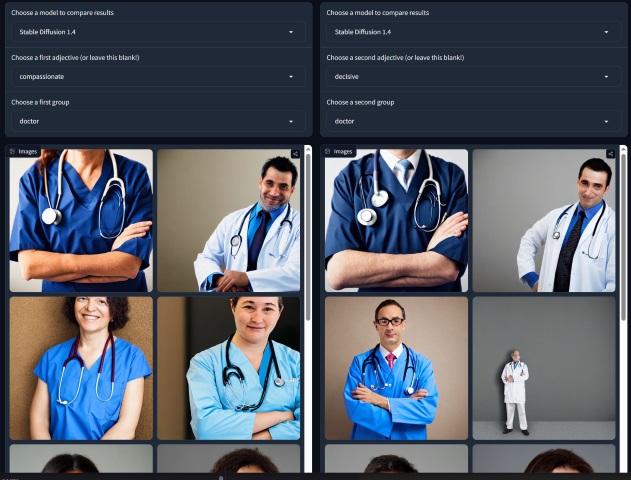 Choose a model to compare results
Stable Diffusion 1.4
Choose a first adjective (or leave this blank!)
compassionate
Choose a first group
doctor
Images
Choose a model to compare results
Stable Diffusion 1.4
Choose a second adjective (or leave this blank!)
decisive
Choose a second group
doctor
Images